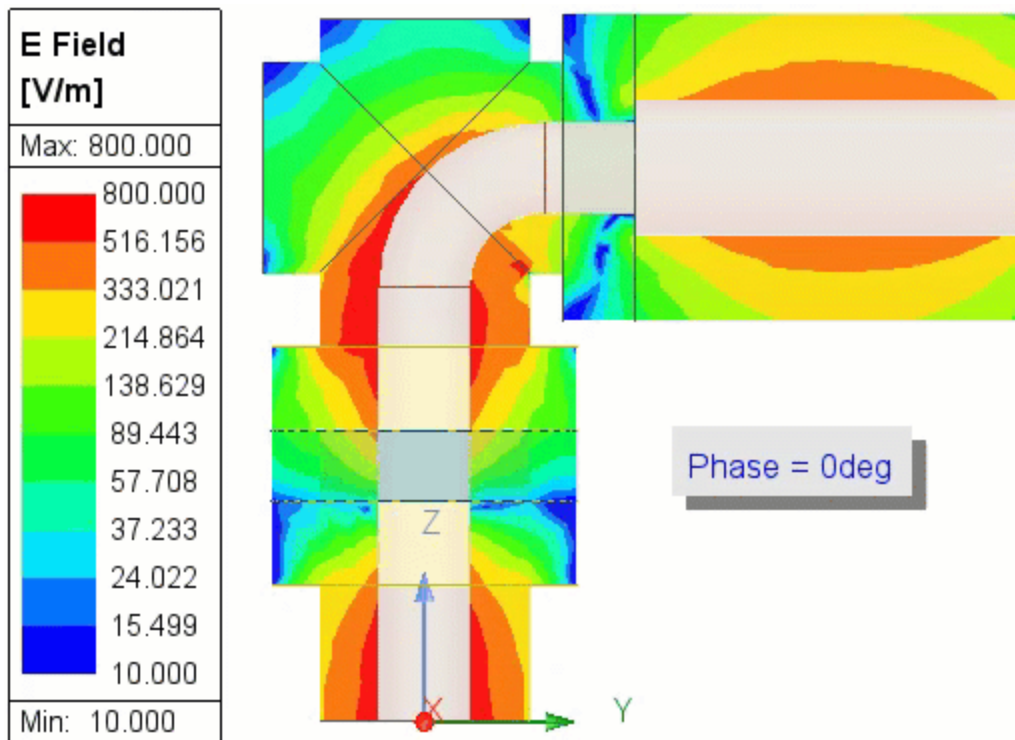 E Field
[V/m]
Max: 800.000
800.000
516.156
333.021
214.864
138.629
89.443
57.708
37.233
24.022
15.499
10.000
Min: 10.000
Phase = 0deg
Z
X
Y